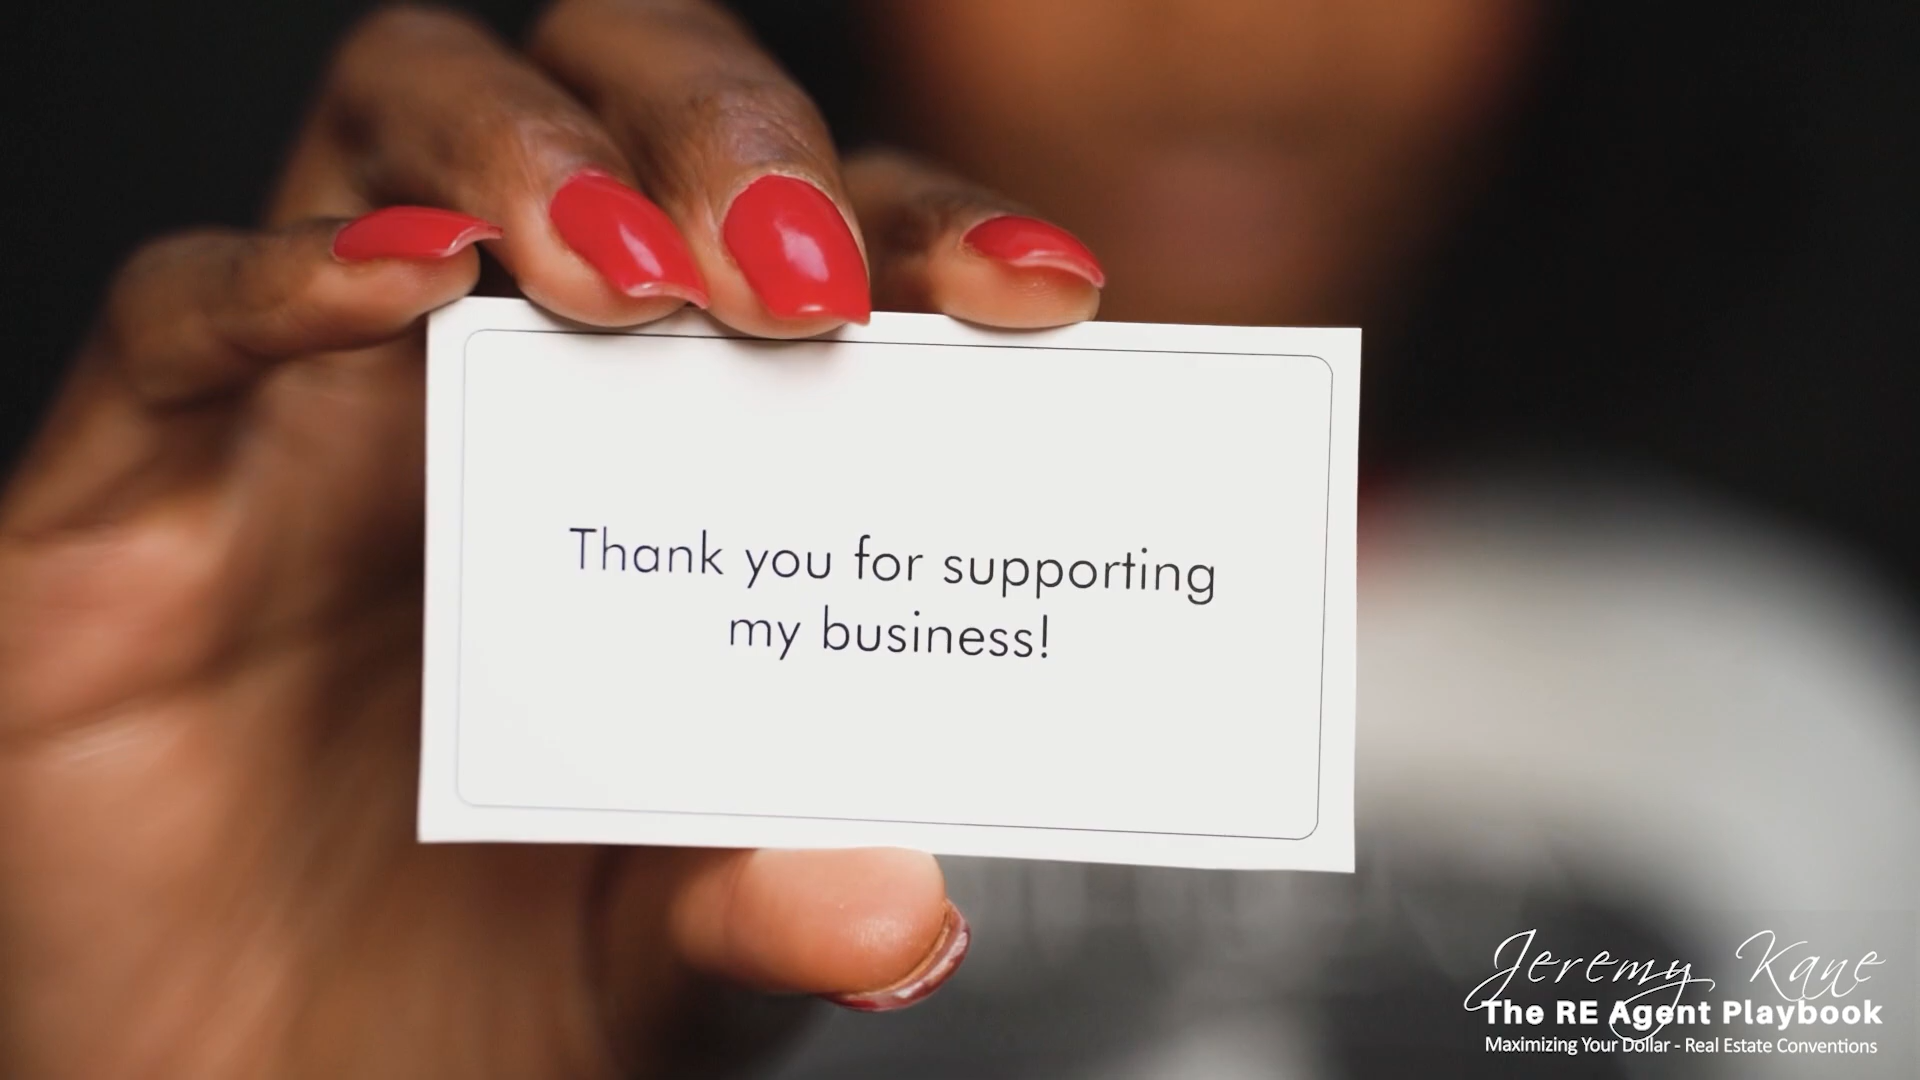 Thank you for supporting
my business!
Jeremy Kane
The RE Agent Playbook
Maximizing Your Dollar - Real Estate Conventions